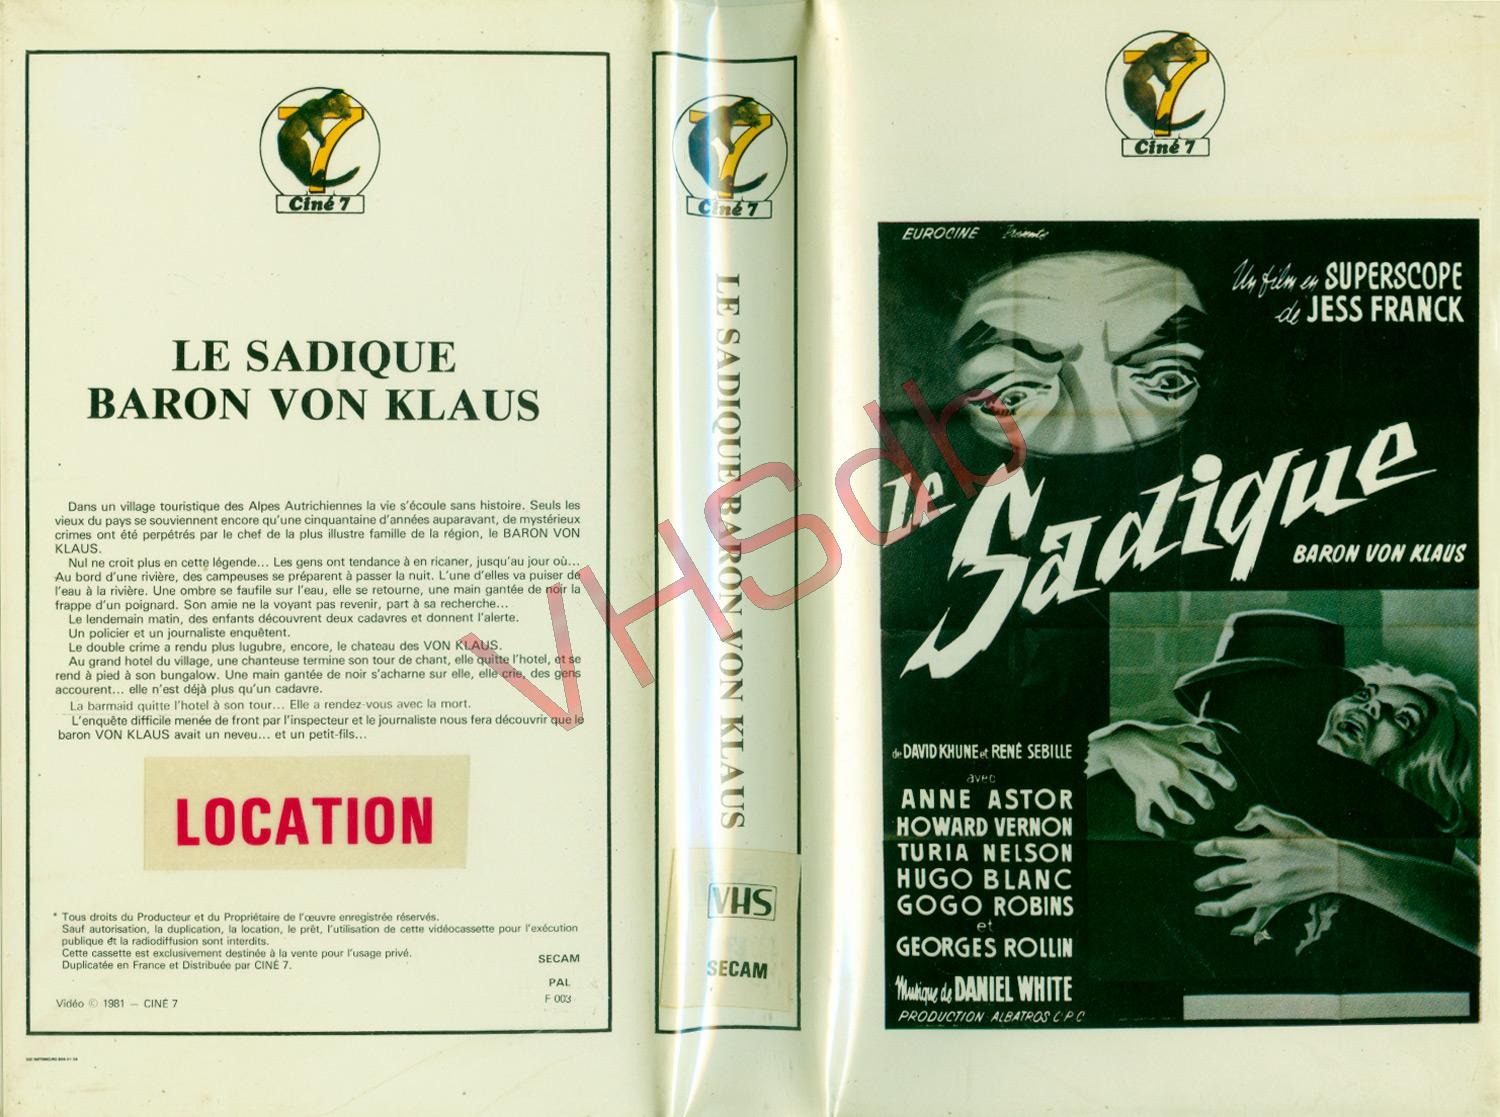 Ciné 7
LE SADIQUE
BARON VON KLAUS
Dans un village touristique des Alpes Autrichiennes la vie s'écoule sans histoire. Seuls les
vieux du pays se souviennent encore qu'une cinquantaine d'années auparavant, de mystérieux
crimes ont été perpétrés par le chef de la plus illustre famille de la région, le BARON VON
KLAUS.
Nul ne croit plus en cette légende... Les gens ont tendance à en ricaner, jusqu'au jour où...
Au bord d'une rivière, des campeuses se préparent à passer la nuit. L'une d'elles va puiser de
l'eau à la rivière. Une ombre se faufile sur l'eau, elle se retourne, une main gantée de noir la
frappe d'un poignard. Son amie ne la voyant pas revenir, part à sa recherche...
Le lendemain matin, des enfants découvrent deux cadavres et donnent l'alerte.
Un policier et un journaliste enquêtent.
Le double crime a rendu plus lugubre, encore, le chateau des VON KLAUS.
Au grand hotel du village, une chanteuse termine son tour de chant, elle quitte l'hotel, et se
rend à pied à son bungalow. Une main gantée de noir s'acharne sur elle, elle crie, des gens
accourent... elle n'est déjà plus qu'un cadavre.
La barmaid quitte l'hotel à son tour... Elle a rendez-vous avec la mort.
L'enquête difficile menée de front par l'inspecteur et le journaliste nous fera découvrir que le
baron VON KLAUS avait un neveu... et un petit-fils...
LOCATION
* Tous droits du Producteur et du Propriétaire de l'œuvre enregistrée réservés.
Sauf autorisation, la duplication, la location, le prêt, l'utilisation de cette vidéocassette pour l'exécution
publique et la radiodiffusion sont interdits.
Cette cassette est exclusivement destinée à la vente pour l'usage privé.
Duplicatée en France et Distribuée par CINÉ 7.
SECAM
PAL
F 003
Vidéo © 1981 — CINÉ 7
Ciné 7
LE SADIQUE BARON VON KLAUS
VHS
SECAM
Ciné 7
EUROCINE Présente
Un film en SUPERSCOPE
de JESS FRANCK
Le Sadique
BARON VON KLAUS
de DAVID KHUNE et RENÉ SEBILLE
avec
ANNE ASTOR
HOWARD VERNON
TURIA NELSON
HUGO BLANC
GOGO ROBINS
et
GEORGES ROLLIN
Musique de DANIEL WHITE
PRODUCTION ALBATROS C.P.C
VHSdb